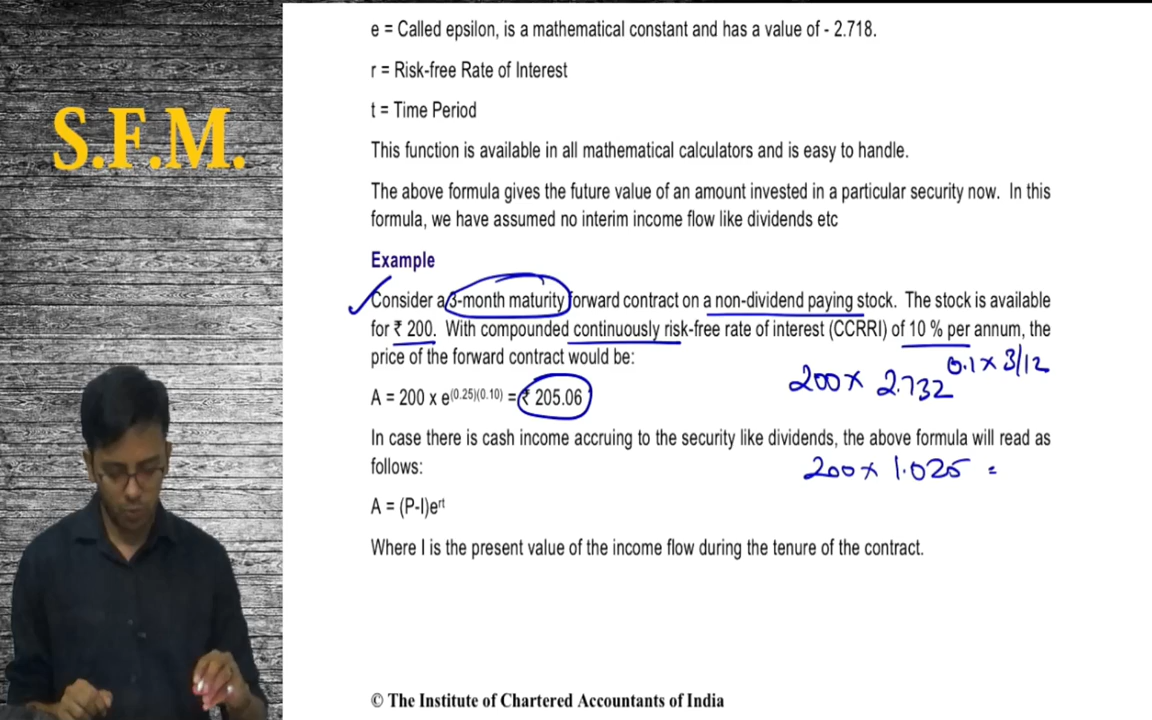 S.F.M.
e = Called epsilon, is a mathematical constant and has a value of - 2.718.
r = Risk-free Rate of Interest
t = Time Period
This function is available in all mathematical calculators and is easy to handle.
The above formula gives the future value of an amount invested in a particular security now. In this
formula, we have assumed no interim income flow like dividends etc
Example
Consider a 3-month maturity forward contract on a non-dividend paying stock. The stock is available
for ₹ 200. With compounded continuously risk-free rate of interest (CCRRI) of 10 % per annum, the
price of the forward contract would be:
200 x 2.732^0.1 x 3/12
A = 200 x e^(0.25)(0.10) = ₹ 205.06
In case there is cash income accruing to the security like dividends, the above formula will read as
follows:
200 x 1.025 =
A = (P-I)e^rt
Where I is the present value of the income flow during the tenure of the contract.
© The Institute of Chartered Accountants of India